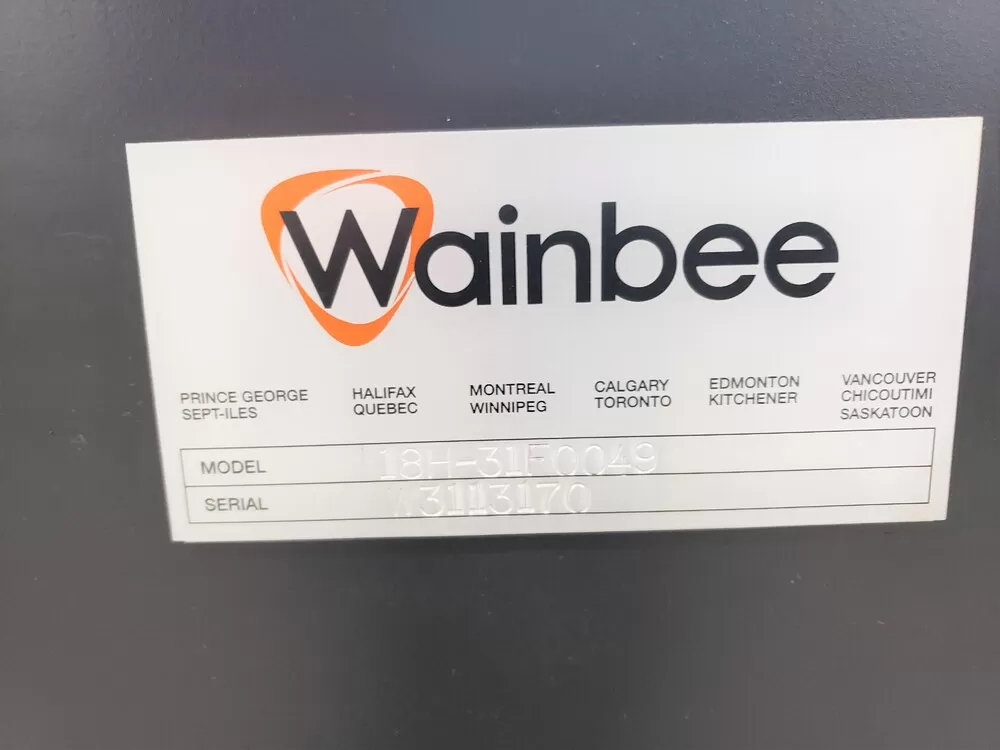 Wainbee
PRINCE GEORGE
SEPT-ILES
HALIFAX
QUEBEC
MONTREAL
WINNIPEG
CALGARY
TORONTO
EDMONTON
KITCHENER
VANCOUVER
CHICOUTIMI
SASKATOON
MODEL 18H-31F0049
SERIAL